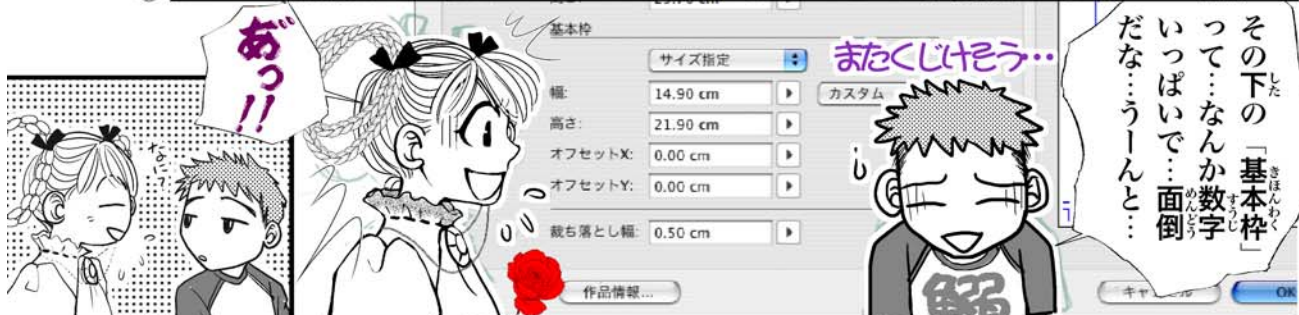 その下の「基本枠」
って…なんか数字
いっぱいで…面倒
だな…うーんと…
またくじけそう…
基本枠
サイズ指定
幅: 14.90 cm
カスタム
高さ: 21.90 cm
オフセットX: 0.00 cm
オフセットY: 0.00 cm
裁ち落とし幅: 0.50 cm
作品情報...
OK
あ゛っ!!
なに?